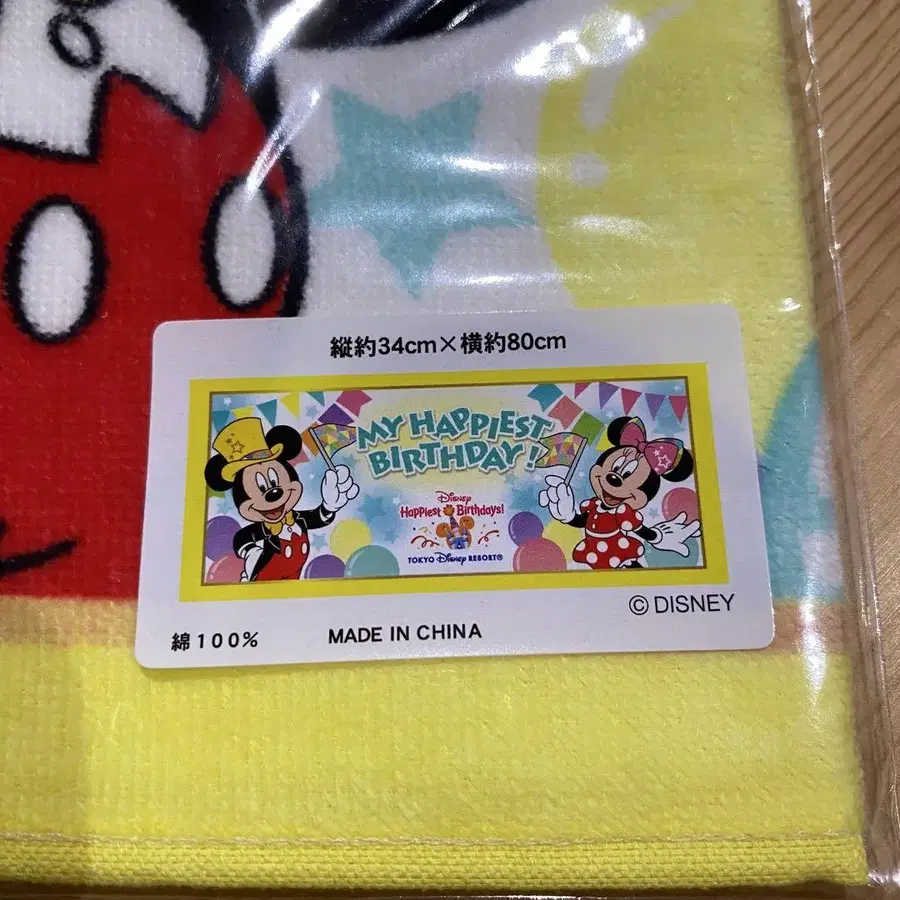 縦約34cm×横約80cm
MY HAPPIEST
BIRTHDAY!
Disney
Happiest Birthdays!
TOKYO Disney RESORT®
© DISNEY
綿100%
MADE IN CHINA